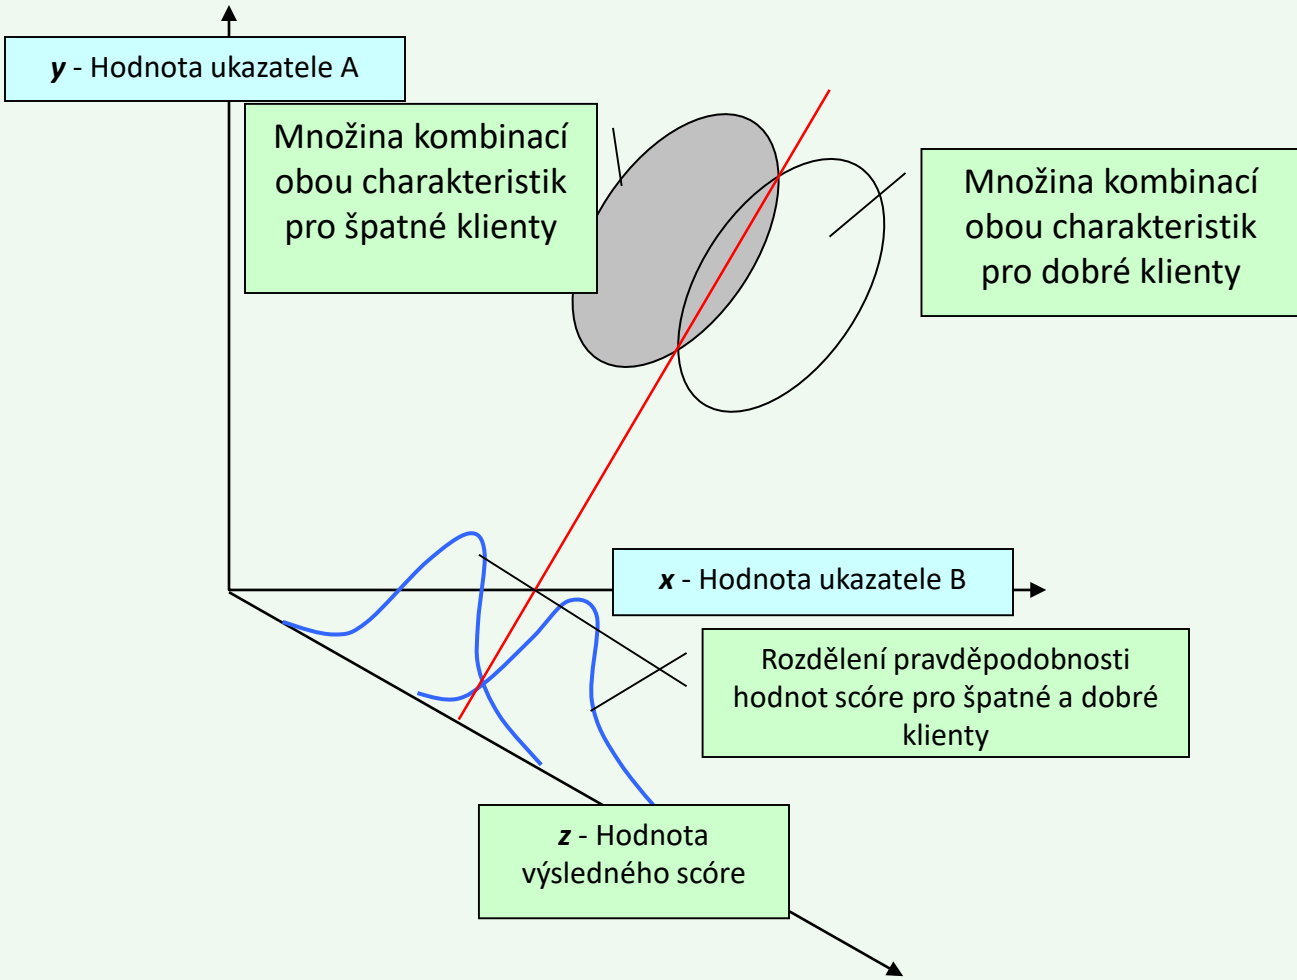 y - Hodnota ukazatele A
Množina kombinací
obou charakteristik
pro špatné klienty
Množina kombinací
obou charakteristik
pro dobré klienty
x - Hodnota ukazatele B
Rozdělení pravděpodobnosti
hodnot scóre pro špatné a dobré
klienty
z - Hodnota
výsledného scóre